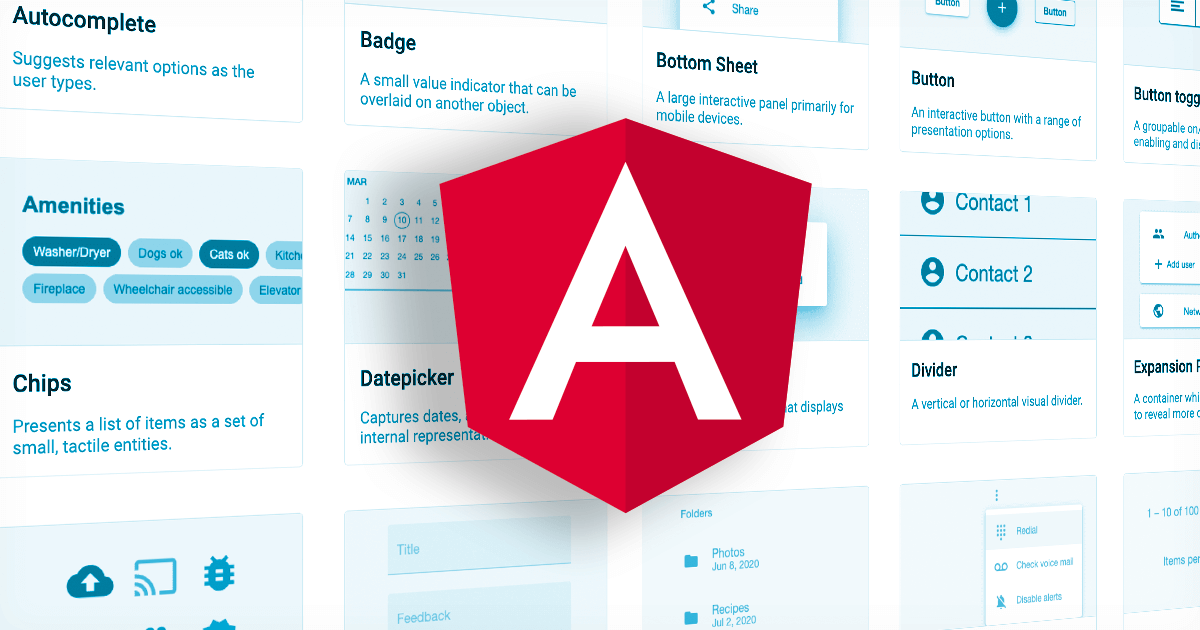 Autocomplete
Suggests relevant options as the
user types.
Badge
A small value indicator that can be
overlaid on another object.
Share
Bottom Sheet
A large interactive panel primarily for
mobile devices.
Button
+
Button
Button
An interactive button with a range of
presentation options.
Button togg
A groupable on/
enabling and dis
Amenities
Washer/Dryer
Dogs ok
Cats ok
Kitche
Fireplace
Wheelchair accessible
Elevator
Chips
Presents a list of items as a set of
small, tactile entities.
MAR
1 2 3 4 5
7 8 9 10 11 12
14 15 16 17 18 19
21 22 23 24 25 26
28 29 30 31
Datepicker
Captures dates,
internal representat
A
at displays
Contact 1
Contact 2
Divider
A vertical or horizontal visual divider.
+ Add user
Expansion P
A container whi
to reveal more c
Title
Feedback
Folders
Photos
Jun 8, 2020
Recipes
Jul 2, 2020
Redial
Check voice mail
Disable alerts
1 – 10 of 100
Items per